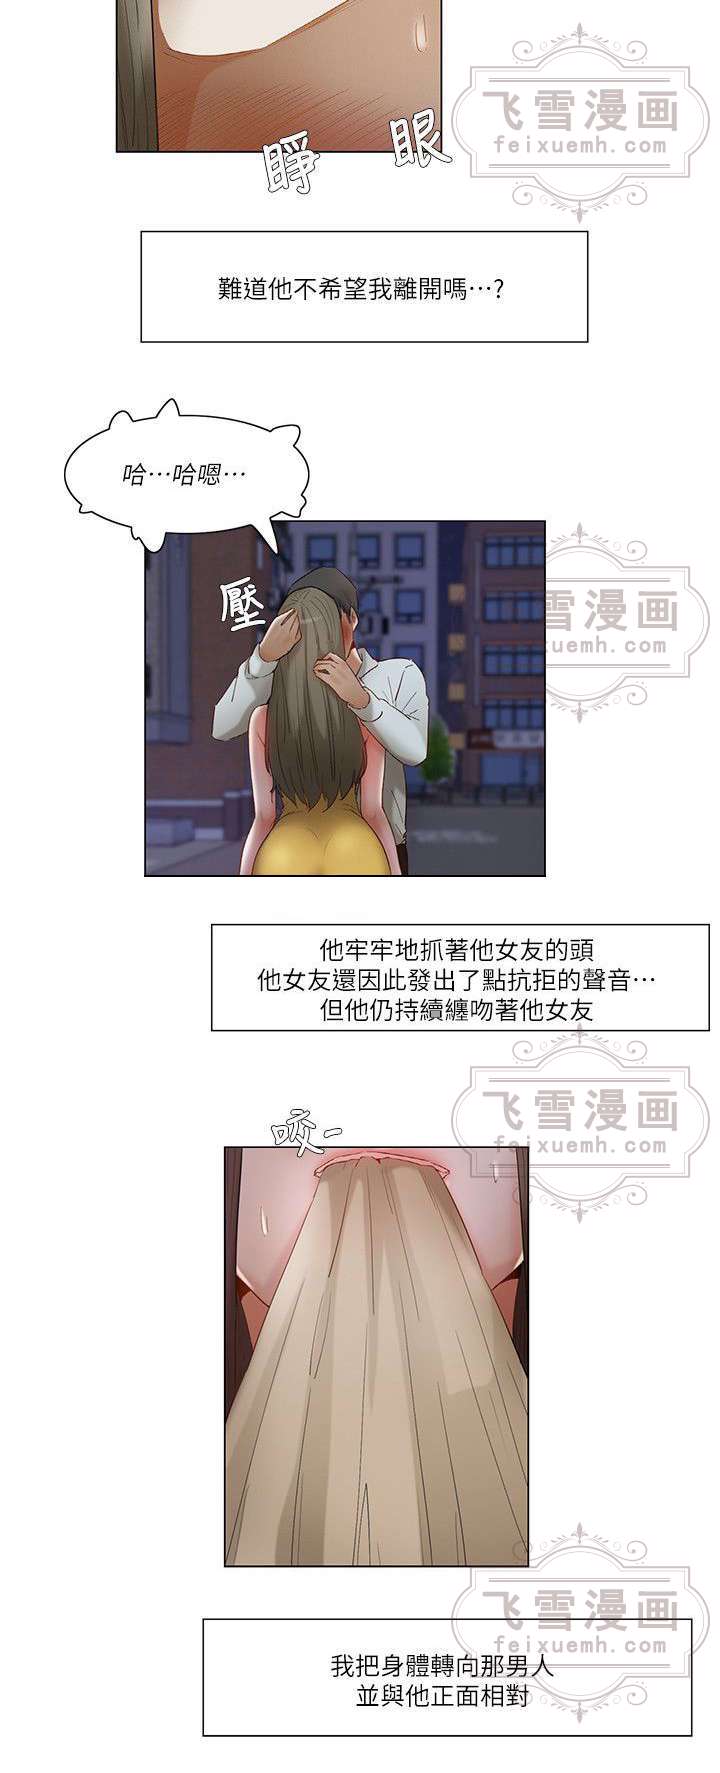 飞雪漫画
feixuemh.com
睜 眼
難道他不希望我離開嗎⋯?
哈⋯哈嗯⋯
壓
飞雪漫画
feixuemh.com
他牢牢地抓著他女友的頭
他女友還因此發出了點抗拒的聲音⋯
但他仍持續纏吻著他女友
飞雪漫画
feixuemh.com
咬-
飞雪漫画
feixuemh.com
我把身體轉向那男人
並與他正面相對